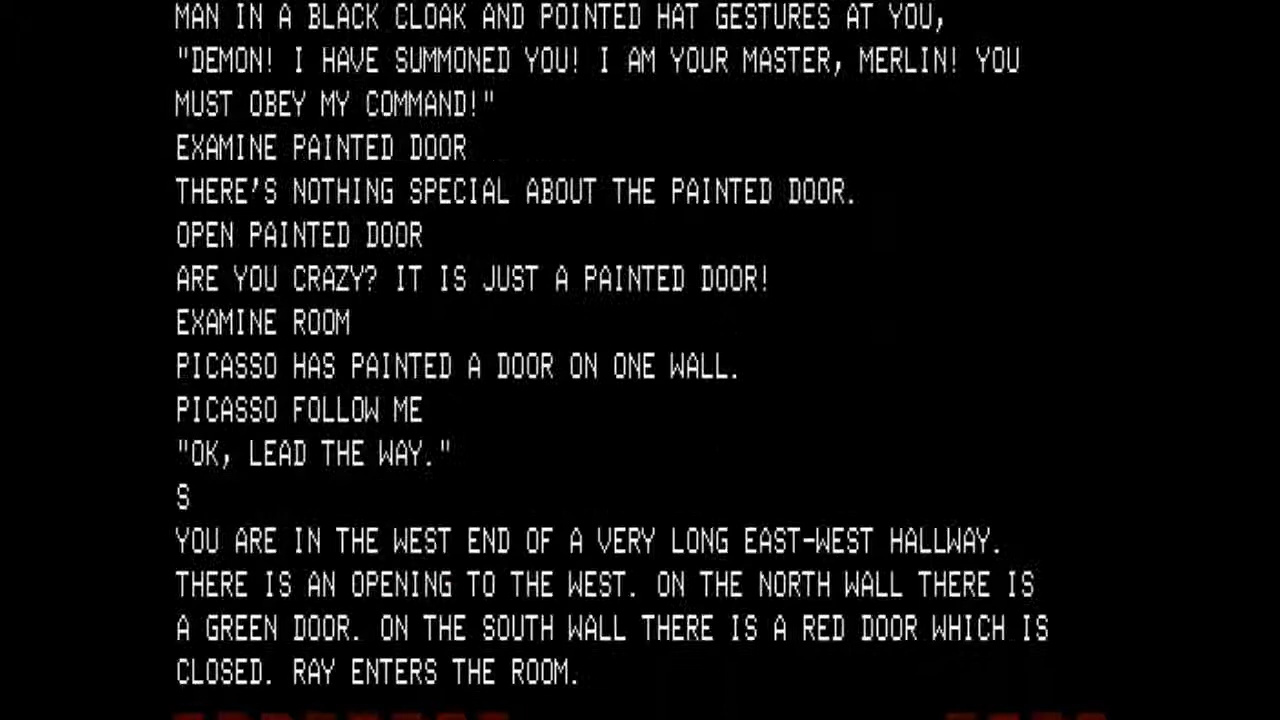 MAN IN A BLACK CLOAK AND POINTED HAT GESTURES AT YOU,
"DEMON! I HAVE SUMMONED YOU! I AM YOUR MASTER, MERLIN! YOU
MUST OBEY MY COMMAND!"
EXAMINE PAINTED DOOR
THERE'S NOTHING SPECIAL ABOUT THE PAINTED DOOR.
OPEN PAINTED DOOR
ARE YOU CRAZY? IT IS JUST A PAINTED DOOR!
EXAMINE ROOM
PICASSO HAS PAINTED A DOOR ON ONE WALL.
PICASSO FOLLOW ME
"OK, LEAD THE WAY."
S
YOU ARE IN THE WEST END OF A VERY LONG EAST-WEST HALLWAY.
THERE IS AN OPENING TO THE WEST. ON THE NORTH WALL THERE IS
A GREEN DOOR. ON THE SOUTH WALL THERE IS A RED DOOR WHICH IS
CLOSED. RAY ENTERS THE ROOM.